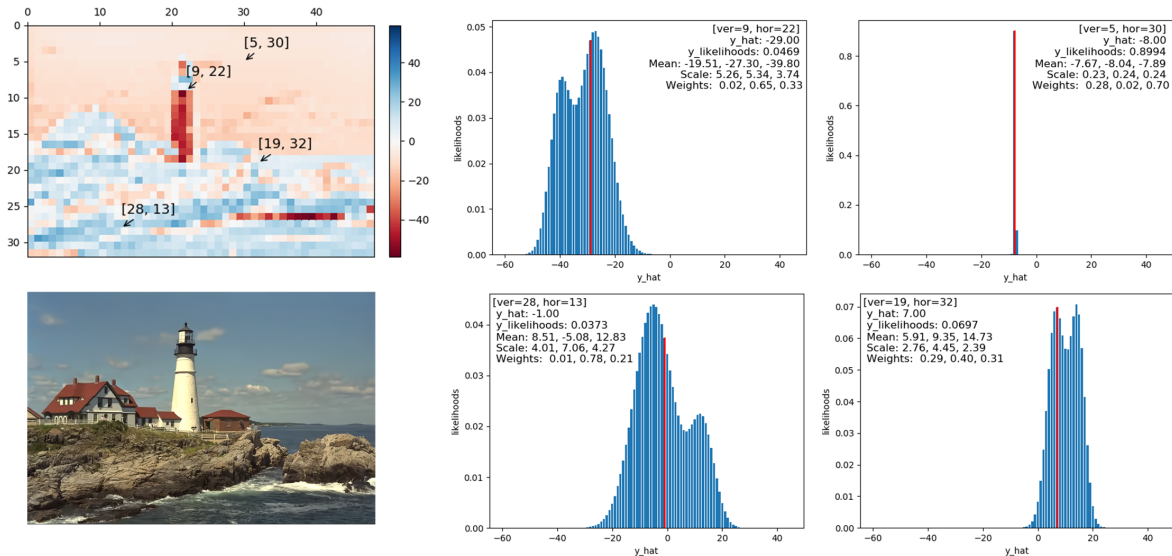 0 10 20 30 40
0
5
10
15
20
25
30
[5, 30]
[9, 22]
[19, 32]
[28, 13]
40
20
0
−20
−40
[ver=9, hor=22]
y_hat: -29.00
y_likelihoods: 0.0469
Mean: -19.51, -27.30, -39.80
Scale: 5.26, 5.34, 3.74
Weights: 0.02, 0.65, 0.33
likelihoods
0.05
0.04
0.03
0.02
0.01
0.00
−60 −40 −20 0 20 40
y_hat
[ver=5, hor=30]
y_hat: -8.00
y_likelihoods: 0.8994
Mean: -7.67, -8.04, -7.89
Scale: 0.23, 0.24, 0.24
Weights: 0.28, 0.02, 0.70
likelihoods
0.8
0.6
0.4
0.2
0.0
−60 −40 −20 0 20 40
y_hat
[ver=28, hor=13]
y_hat: -1.00
y_likelihoods: 0.0373
Mean: 8.51, -5.08, 12.83
Scale: 4.01, 7.06, 4.27
Weights: 0.01, 0.78, 0.21
likelihoods
0.04
0.03
0.02
0.01
0.00
−60 −40 −20 0 20 40
y_hat
[ver=19, hor=32]
y_hat: 7.00
y_likelihoods: 0.0697
Mean: 5.91, 9.35, 14.73
Scale: 2.76, 4.45, 2.39
Weights: 0.29, 0.40, 0.31
likelihoods
0.07
0.06
0.05
0.04
0.03
0.02
0.01
0.00
−60 −40 −20 0 20 40
y_hat